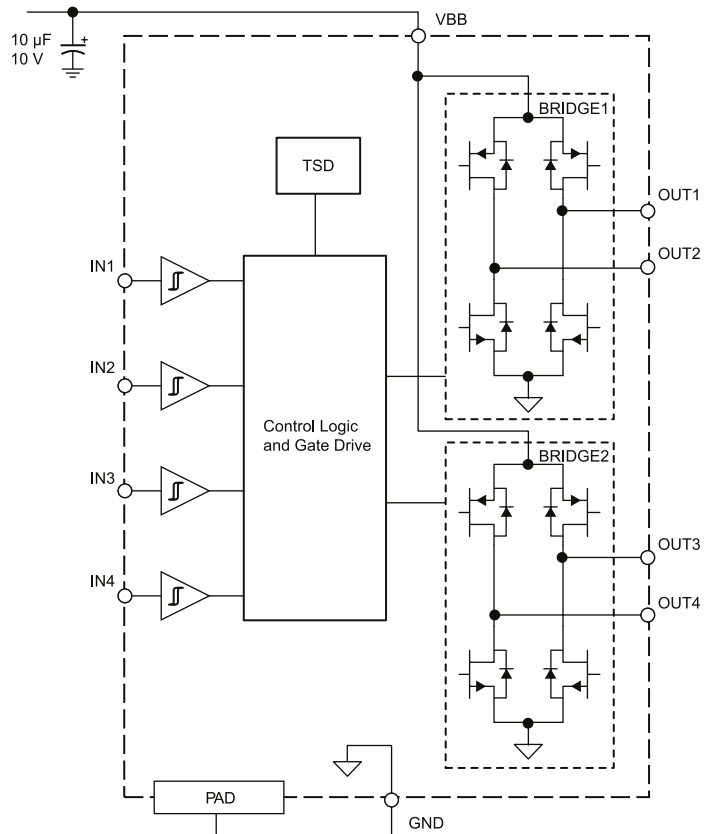 VBB
10 µF
10 V
+
BRIDGE1
TSD
OUT1
OUT2
IN1
IN2
Control Logic
and Gate Drive
BRIDGE2
IN3
OUT3
IN4
OUT4
PAD
GND